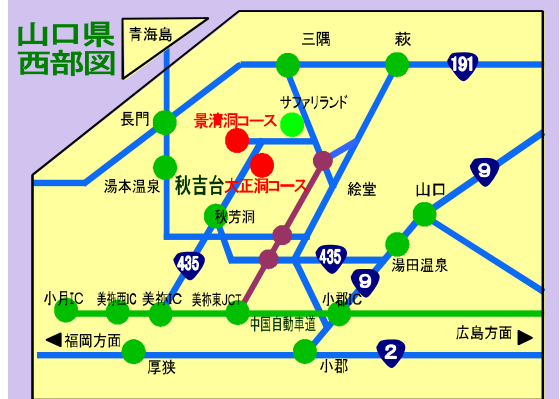 山口県
西部図
青海島
三隅
萩
191
サファリランド
長門
景清洞コース
9
湯本温泉
秋吉台
大正洞コース
絵堂
山口
秋芳洞
435
435
湯田温泉
9
小月IC
美祢西IC
美祢IC
美祢東JCT
小郡IC
中国自動車道
福岡方面
広島方面
厚狭
小郡
2